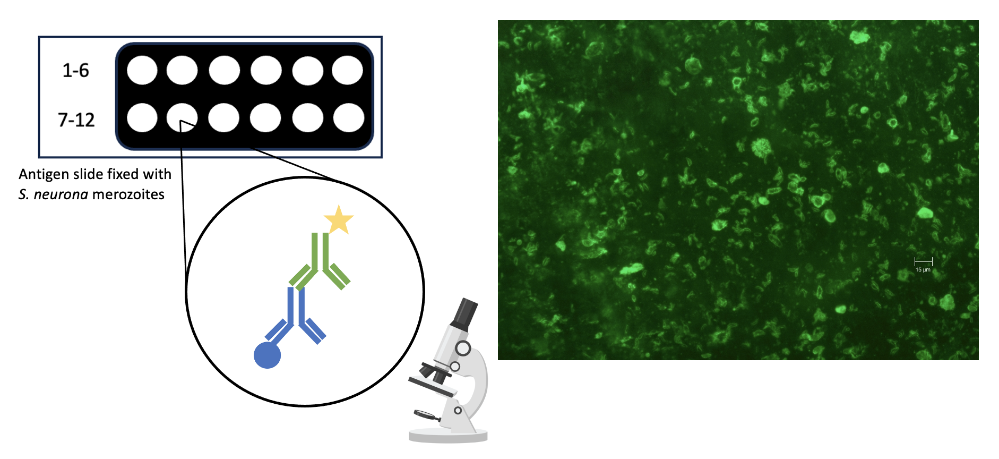 1-6
7-12
Antigen slide fixed with
S. neurona merozoites
15 µm